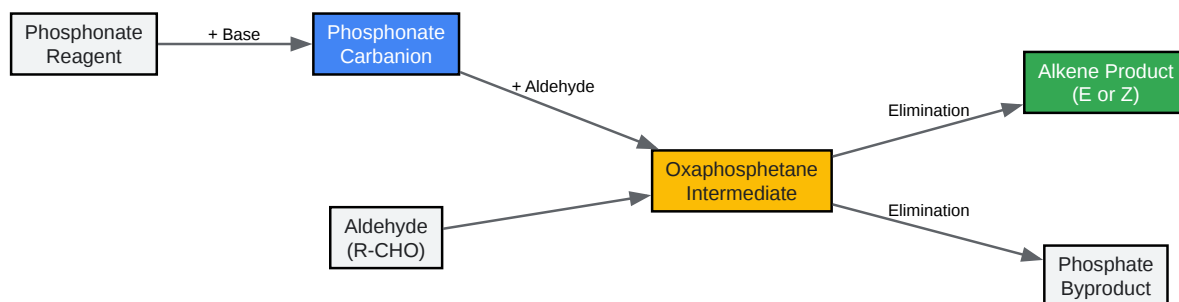 Phosphonate
Reagent
+ Base
Phosphonate
Carbanion
+ Aldehyde
Aldehyde
(R-CHO)
Oxaphosphetane
Intermediate
Elimination
Alkene Product
(E or Z)
Elimination
Phosphate
Byproduct